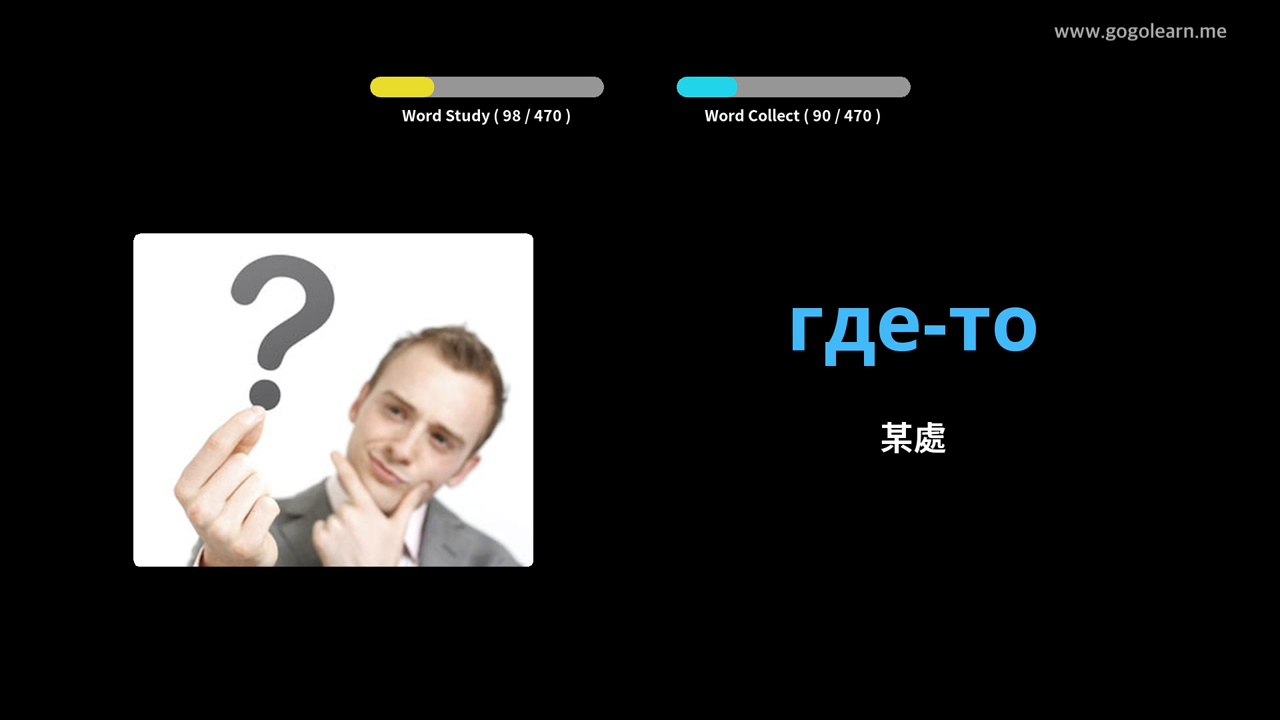 www.gogolearn.me
Word Study ( 98 / 470 )
Word Collect ( 90 / 470 )
?
где-то
某處